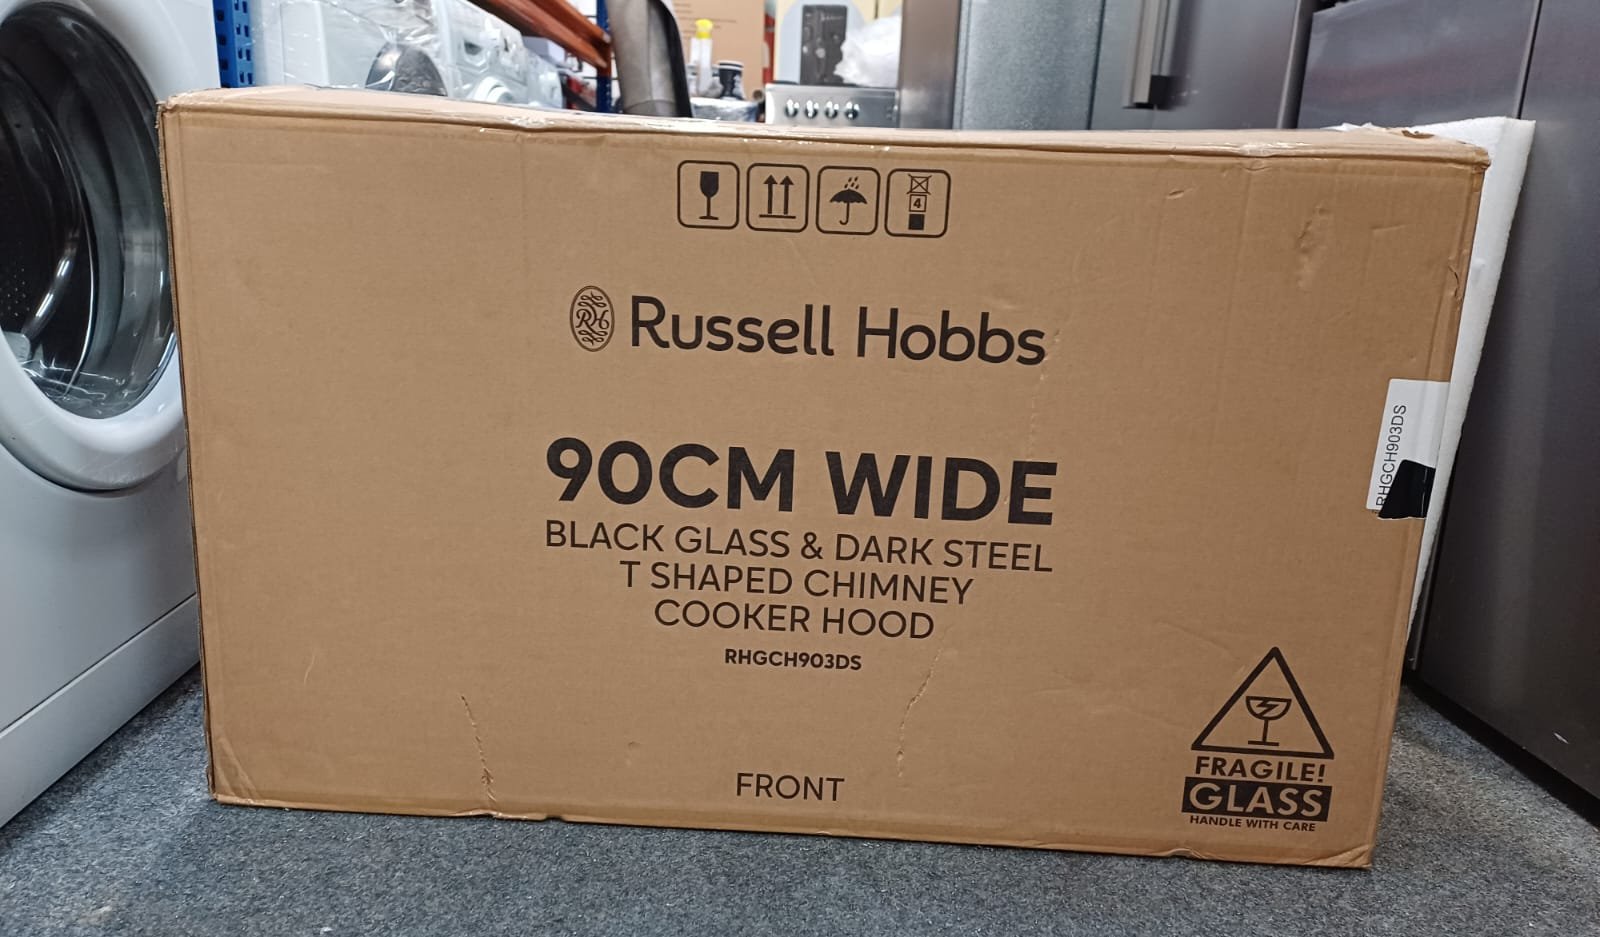 4
RH Russell Hobbs
90CM WIDE
BLACK GLASS & DARK STEEL
T SHAPED CHIMNEY
COOKER HOOD
RHGCH903DS
FRONT
RHGCH903DS
FRAGILE!
GLASS
HANDLE WITH CARE